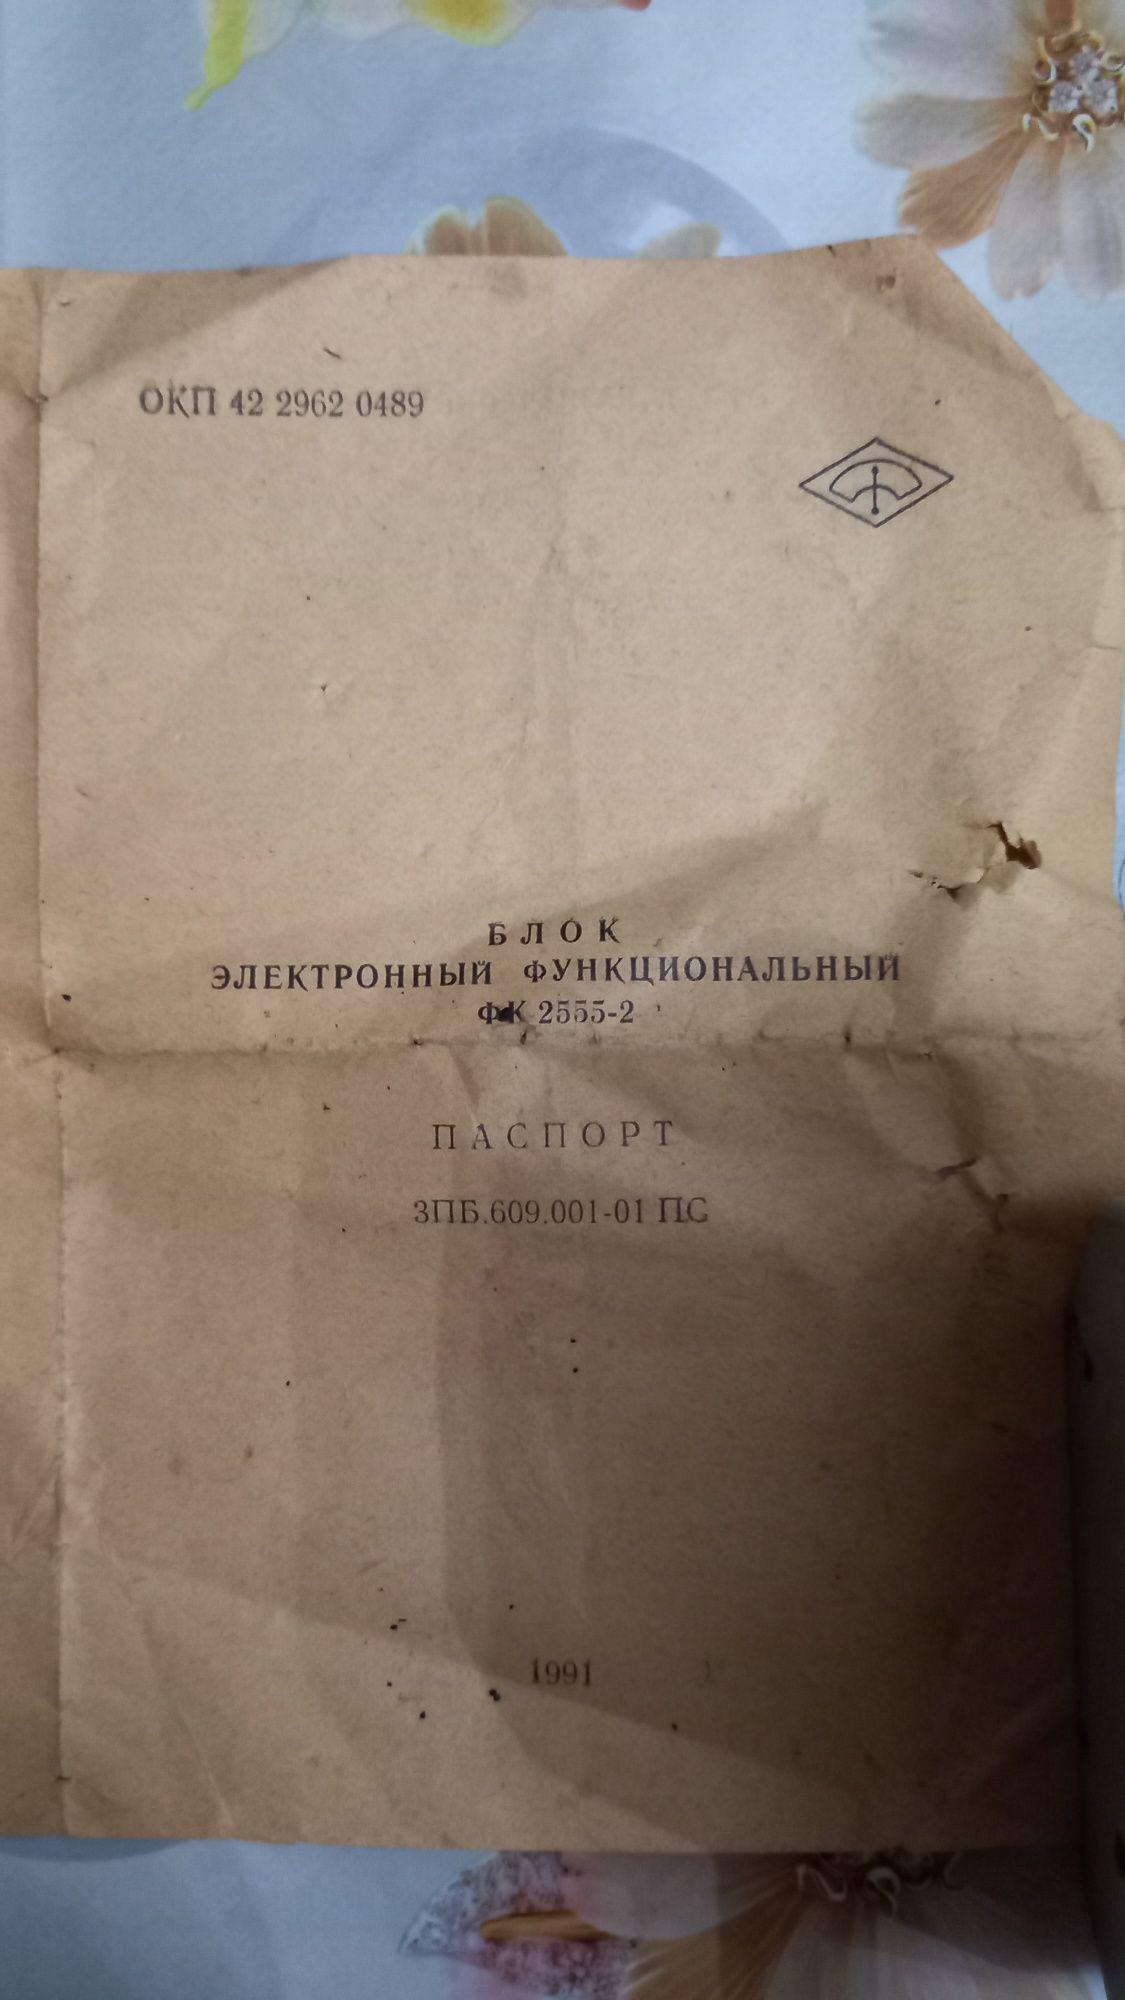 ОКП 42 2962 0489
БЛОК
ЭЛЕКТРОННЫЙ ФУНКЦИОНАЛЬНЫЙ
ФК 2555-2
ПАСПОРТ
3ПБ.609.001-01 ПС
1991